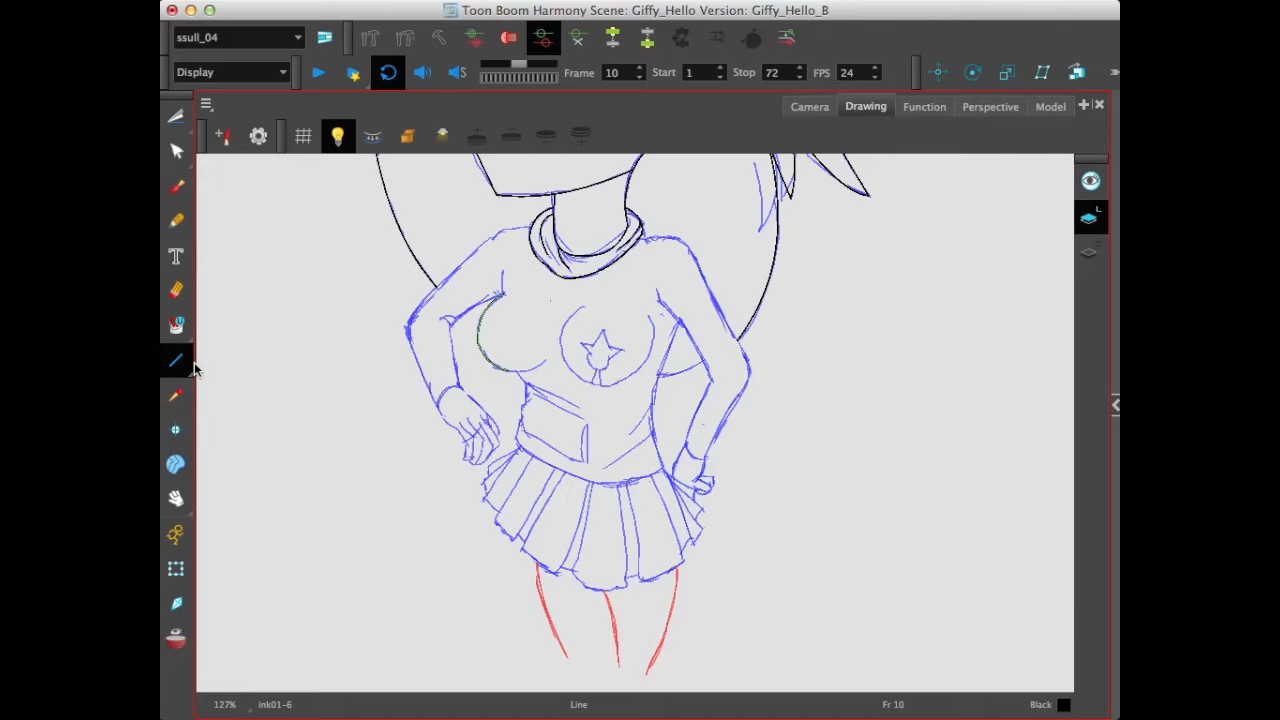 Toon Boom Harmony Scene: Giffy_Hello Version: Giffy_Hello_B
ssull_04
Display Frame 10 Start 1 Stop 72 FPS 24
Camera Drawing Function Perspective Model
127% Ink01-6 Line Fr 10 Black